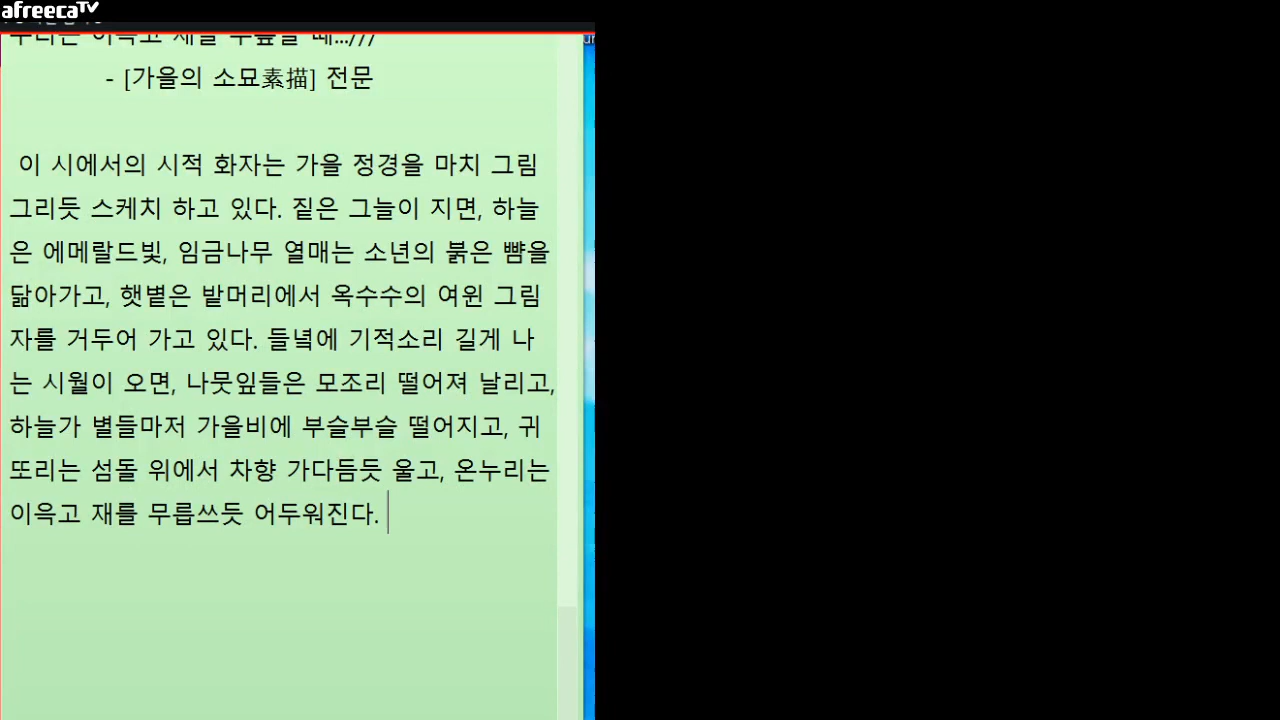 afreecaTV
- [가을의 소묘素描] 전문
이 시에서의 시적 화자는 가을 정경을 마치 그림
그리듯 스케치 하고 있다. 짙은 그늘이 지면, 하늘
은 에메랄드빛, 임금나무 열매는 소년의 붉은 뺨을
닮아가고, 햇볕은 밭머리에서 옥수수의 여윈 그림
자를 거두어 가고 있다. 들녘에 기적소리 길게 나
는 시월이 오면, 나뭇잎들은 모조리 떨어져 날리고,
하늘가 별들마저 가을비에 부슬부슬 떨어지고, 귀
또리는 섬돌 위에서 차향 가다듬듯 울고, 온누리는
이윽고 재를 무릅쓰듯 어두워진다.